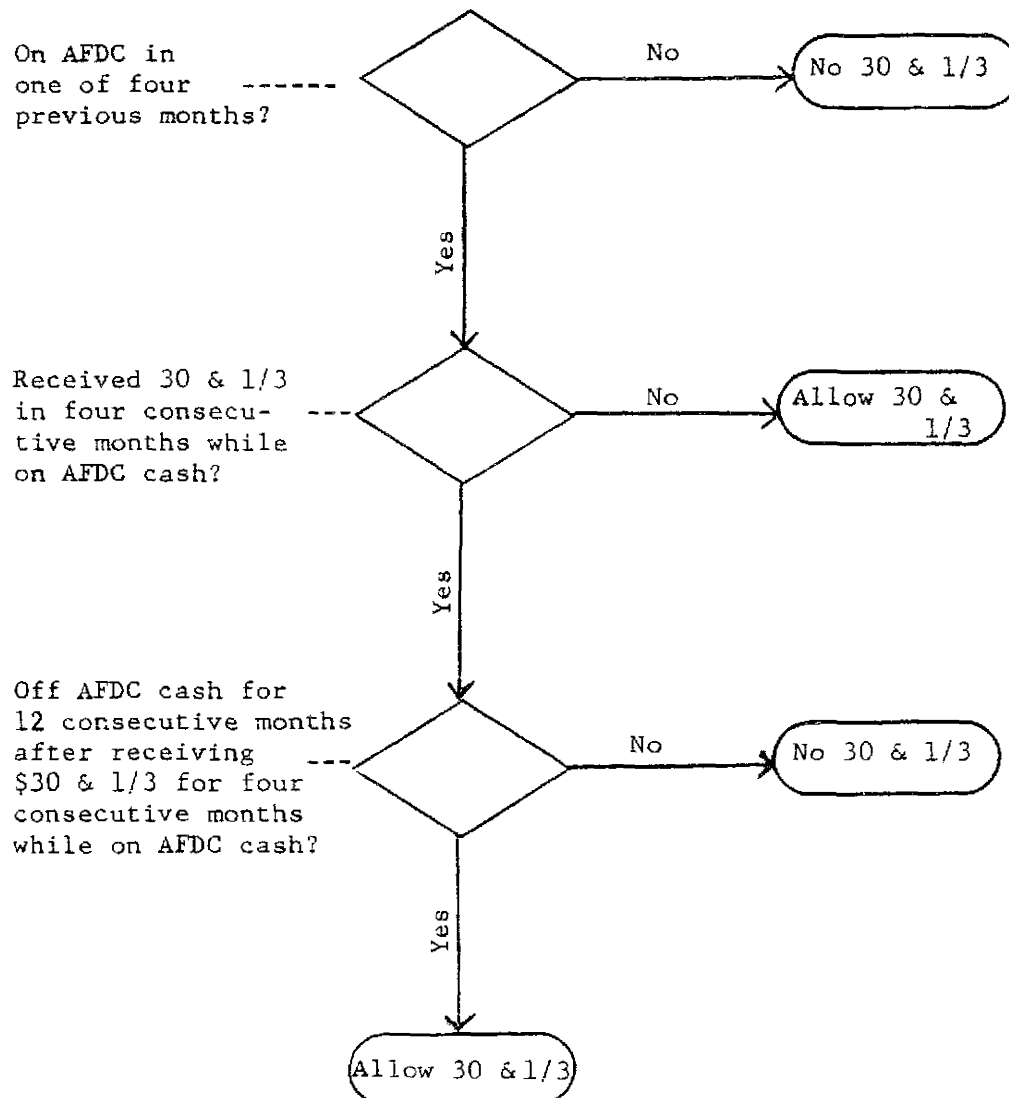 On AFDC in
one of four ------
previous months?
No
No 30 & 1/3
Yes
Received 30 & 1/3
in four consecu- ---
tive months while
on AFDC cash?
No
Allow 30 &
1/3
Yes
Off AFDC cash for
12 consecutive months
after receiving ---
$30 & 1/3 for four
consecutive months
while on AFDC cash?
No
No 30 & 1/3
Yes
Allow 30 &1/3